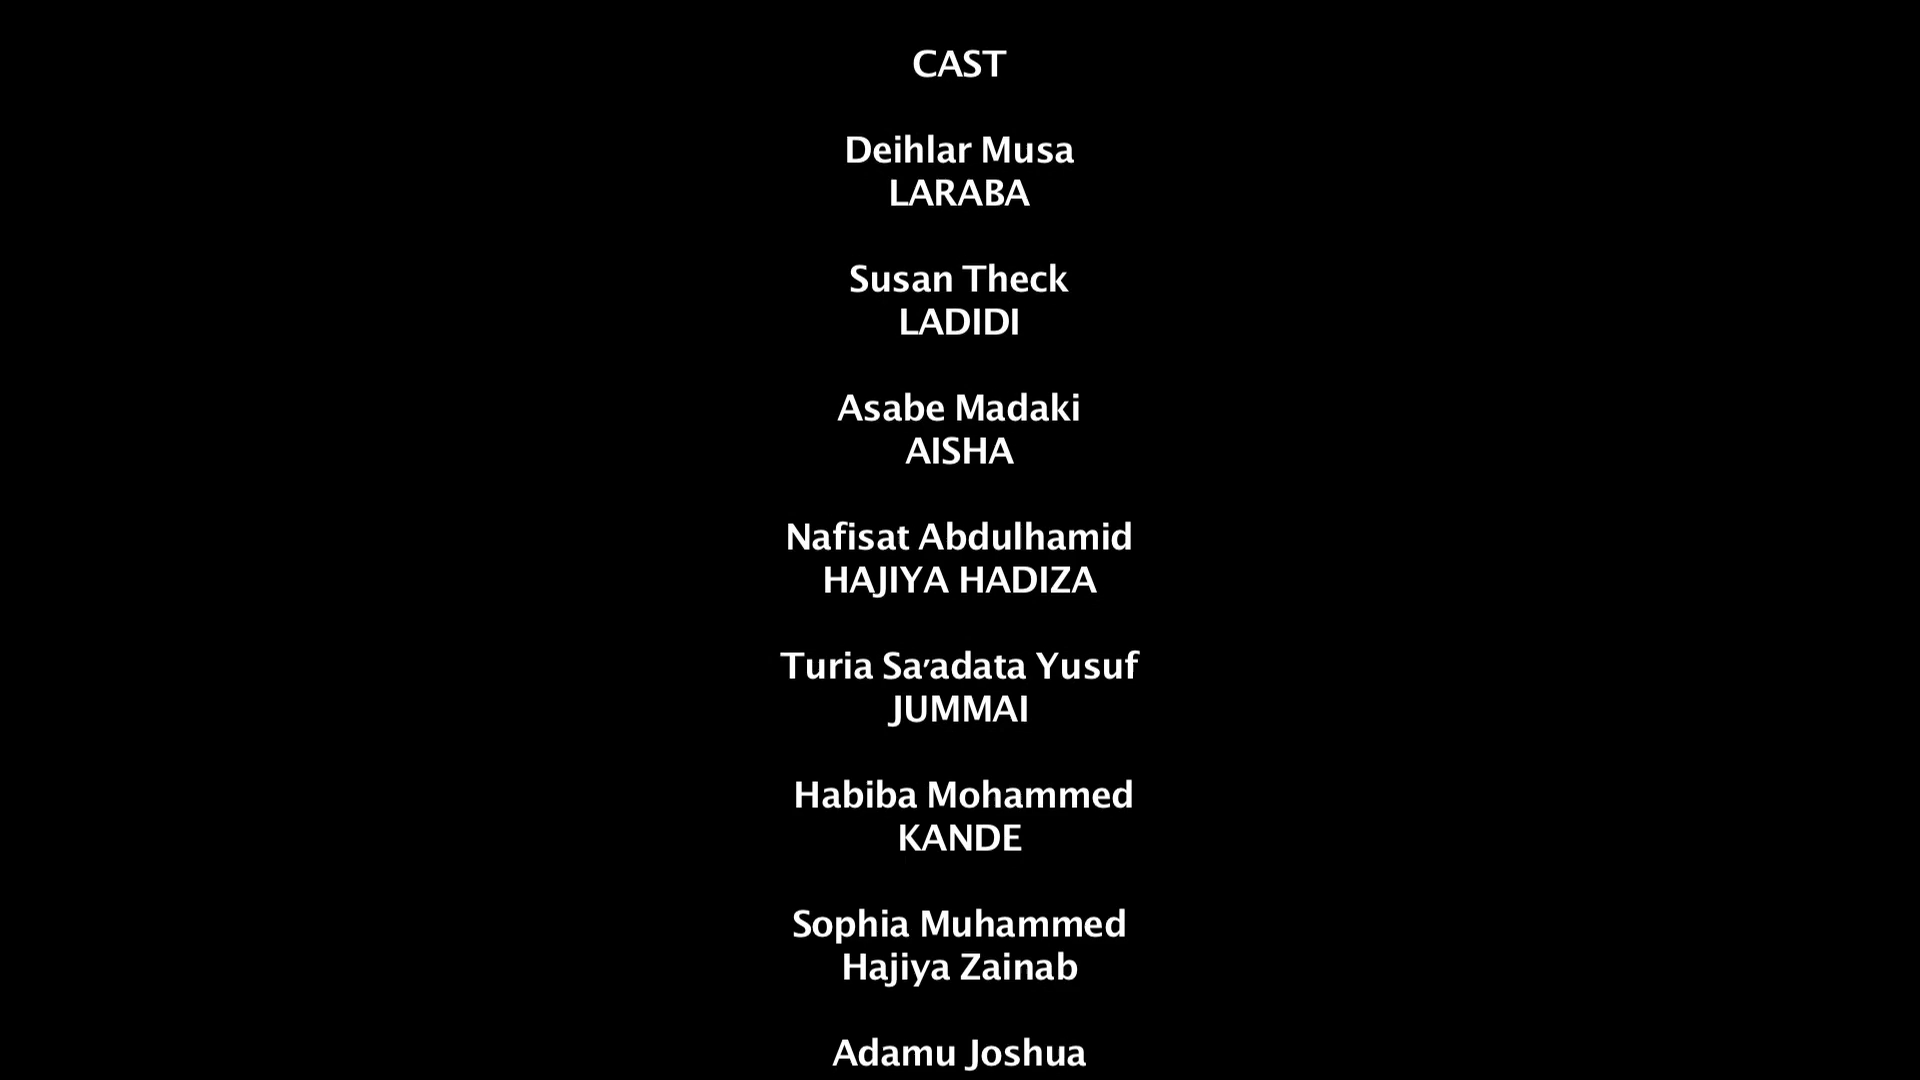 CAST
Deihlar Musa
LARABA
Susan Theck
LADIDI
Asabe Madaki
AISHA
Nafisat Abdulhamid
HAJIYA HADIZA
Turia Sa'adata Yusuf
JUMMAI
Habiba Mohammed
KANDE
Sophia Muhammed
Hajiya Zainab
Adamu Joshua